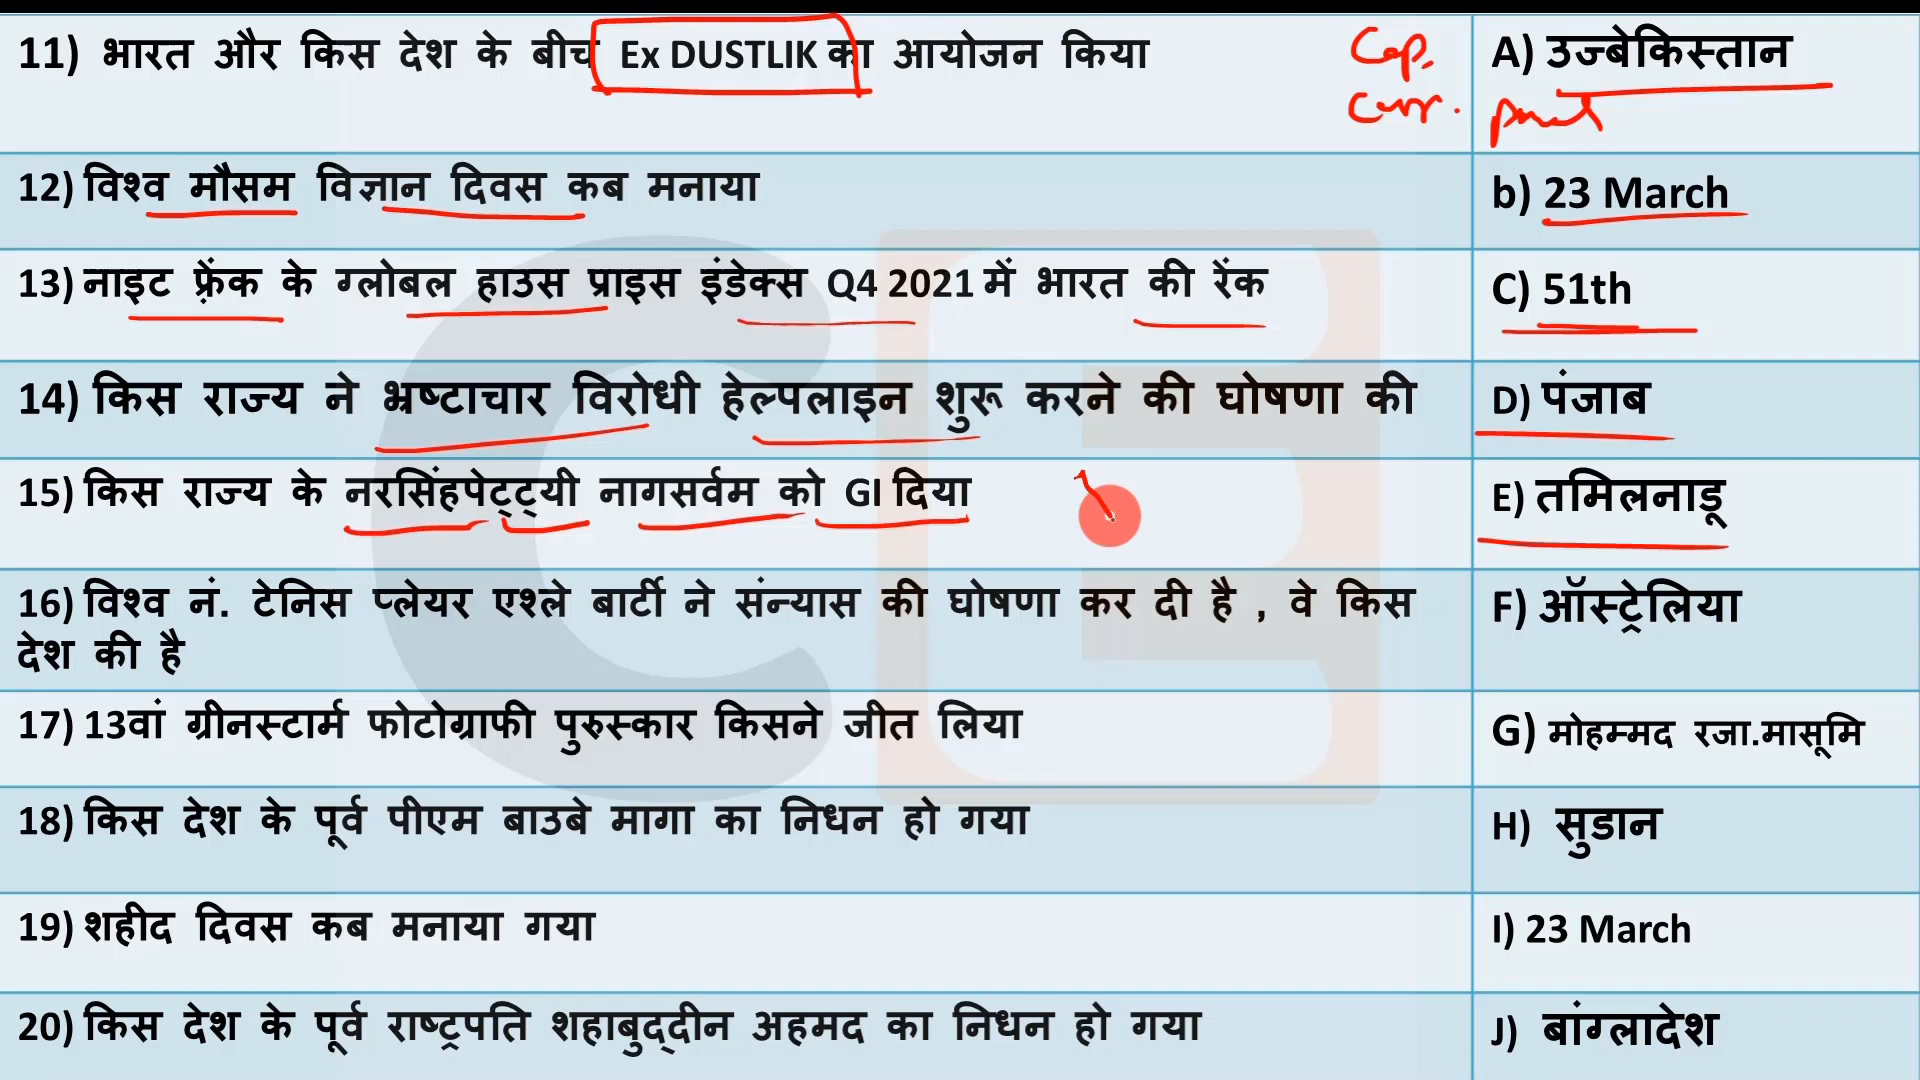 11) भारत और किस देश के बीच Ex DUSTLIK का आयोजन किया
Cap.
A) उज्बेकिस्तान
Curr.
12) विश्व मौसम विज्ञान दिवस कब मनाया
b) 23 March
13) नाइट फ़्रेंक के ग्लोबल हाउस प्राइस इंडेक्स Q4 2021 में भारत की रेंक
C) 51th
14) किस राज्य ने भ्रष्टाचार विरोधी हेल्पलाइन शुरू करने की घोषणा की
D) पंजाब
15) किस राज्य के नरसिंहपेट्ट्यी नागसर्वम को GI दिया
E) तमिलनाडू
16) विश्व नं. टेनिस प्लेयर एश्ले बार्टी ने संन्यास की घोषणा कर दी है , वे किस
देश की है
F) ऑस्ट्रेलिया
17) 13वां ग्रीनस्टार्म फोटोग्राफी पुरुस्कार किसने जीत लिया
G) मोहम्मद रजा.मासूमि
18) किस देश के पूर्व पीएम बाउबे मागा का निधन हो गया
H) सुडान
19) शहीद दिवस कब मनाया गया
I) 23 March
20) किस देश के पूर्व राष्ट्रपति शहाबुद्दीन अहमद का निधन हो गया
J) बांग्लादेश